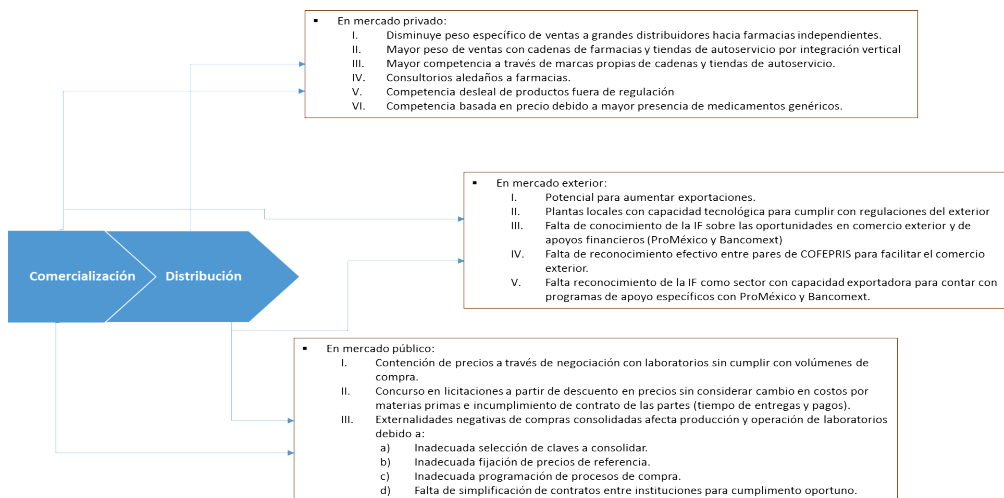 ▪ En mercado privado:
I. Disminuye peso específico de ventas a grandes distribuidores hacia farmacias independientes.
II. Mayor peso de ventas con cadenas de farmacias y tiendas de autoservicio por integración vertical
III. Mayor competencia a través de marcas propias de cadenas y tiendas de autoservicio.
IV. Consultorios aledaños a farmacias.
V. Competencia desleal de productos fuera de regulación
VI. Competencia basada en precio debido a mayor presencia de medicamentos genéricos.
▪ En mercado exterior:
I. Potencial para aumentar exportaciones.
II. Plantas locales con capacidad tecnológica para cumplir con regulaciones del exterior
III. Falta de conocimiento de la IF sobre las oportunidades en comercio exterior y de
apoyos financieros (ProMéxico y Bancomext)
IV. Falta de reconocimiento efectivo entre pares de COFEPRIS para facilitar el comercio
exterior.
V. Falta reconocimiento de la IF como sector con capacidad exportadora para contar con
programas de apoyo específicos con ProMéxico y Bancomext.
Comercialización
Distribución
▪ En mercado público:
I. Contención de precios a través de negociación con laboratorios sin cumplir con volúmenes de
compra.
II. Concurso en licitaciones a partir de descuento en precios sin considerar cambio en costos por
materias primas e incumplimiento de contrato de las partes (tiempo de entregas y pagos).
III. Externalidades negativas de compras consolidadas afecta producción y operación de laboratorios
debido a:
a) Inadecuada selección de claves a consolidar.
b) Inadecuada fijación de precios de referencia.
c) Inadecuada programación de procesos de compra.
d) Falta de simplificación de contratos entre instituciones para cumplimento oportuno.